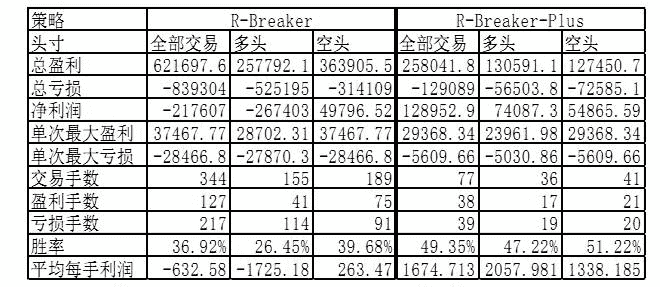 策略 R-Breaker R-Breaker-Plus
头寸 全部交易 多头 空头 全部交易 多头 空头
总盈利 621697.6 257792.1 363905.5 258041.8 130591.1 127450.7
总亏损 -839304 -525195 -314109 -129089 -56503.8 -72585.1
净利润 -217607 -267403 49796.52 128952.9 74087.3 54865.59
单次最大盈利 37467.77 28702.31 37467.77 29368.34 23961.98 29368.34
单次最大亏损 -28466.8 -27870.3 -28466.8 -5609.66 -5030.86 -5609.66
交易手数 344 155 189 77 36 41
盈利手数 127 41 75 38 17 21
亏损手数 217 114 91 39 19 20
胜率 36.92% 26.45% 39.68% 49.35% 47.22% 51.22%
平均每手利润 -632.58 -1725.18 263.47 1674.713 2057.981 1338.185